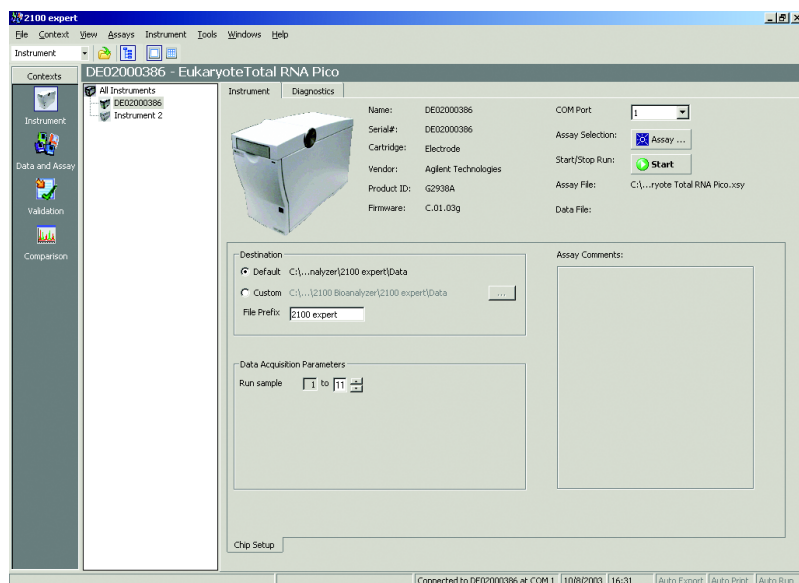 2100 expert
File Context View Assays Instrument Tools Windows Help
Instrument
Contexts
Instrument
Data and Assay
Validation
Comparison
DE02000386 - EukaryoteTotal RNA Pico
All Instruments
DE02000386
Instrument 2
Instrument Diagnostics
Name: DE02000386
Serial#: DE02000386
Cartridge: Electrode
Vendor: Agilent Technologies
Product ID: G2938A
Firmware: C.01.03g
COM Port 1
Assay Selection: Assay ...
Start/Stop Run: Start
Assay File: C:\...ryote Total RNA Pico.xsy
Data File:
Destination
Default C:\...nalyzer\2100 expert\Data
Custom C:\...\2100 Bioanalyzer\2100 expert\Data ...
File Prefix 2100 expert
Data Acquisition Parameters
Run sample 1 to 11
Assay Comments:
Chip Setup
Connected to DE02000386 at COM 1 10/8/2003 16:31 Auto Export Auto Print Auto Run